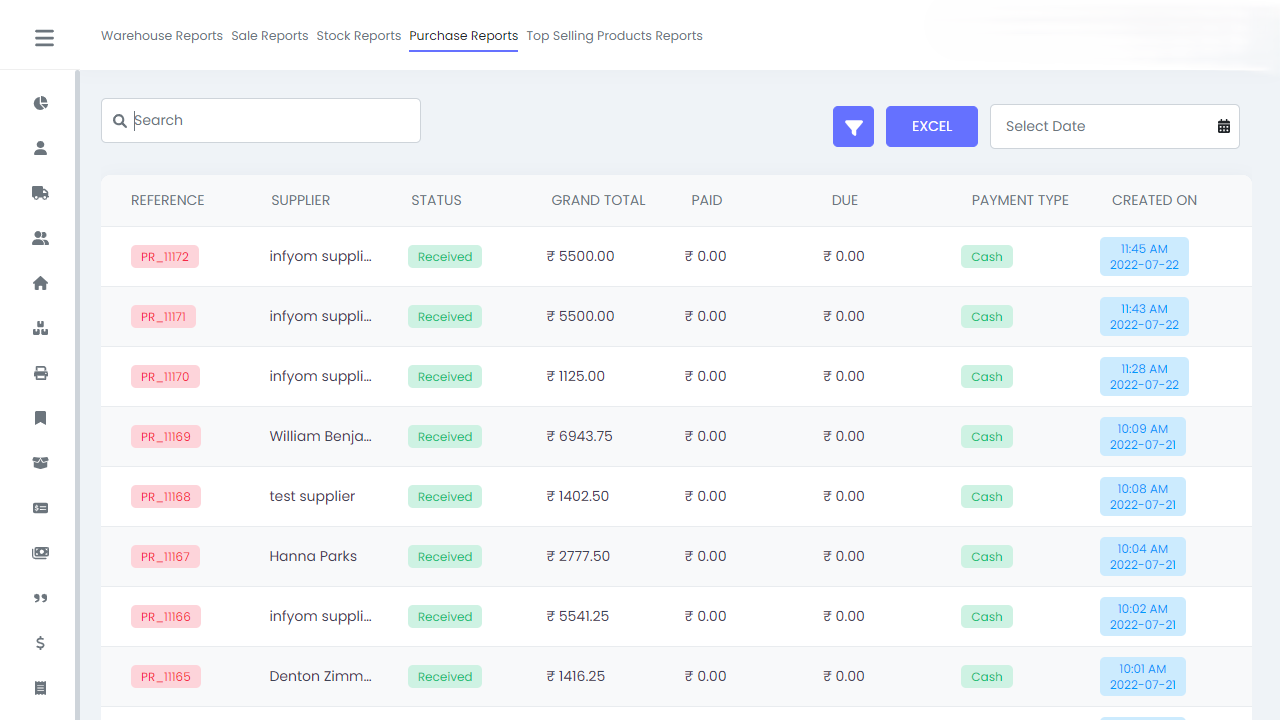 Warehouse Reports Sale Reports Stock Reports Purchase Reports Top Selling Products Reports
Search EXCEL Select Date
REFERENCE SUPPLIER STATUS GRAND TOTAL PAID DUE PAYMENT TYPE CREATED ON
PR_11172 infyom suppli... Received ₹ 5500.00 ₹ 0.00 ₹ 0.00 Cash 11:45 AM
2022-07-22
PR_11171 infyom suppli... Received ₹ 5500.00 ₹ 0.00 ₹ 0.00 Cash 11:43 AM
2022-07-22
PR_11170 infyom suppli... Received ₹ 1125.00 ₹ 0.00 ₹ 0.00 Cash 11:28 AM
2022-07-22
PR_11169 William Benja... Received ₹ 6943.75 ₹ 0.00 ₹ 0.00 Cash 10:09 AM
2022-07-21
PR_11168 test supplier Received ₹ 1402.50 ₹ 0.00 ₹ 0.00 Cash 10:08 AM
2022-07-21
PR_11167 Hanna Parks Received ₹ 2777.50 ₹ 0.00 ₹ 0.00 Cash 10:04 AM
2022-07-21
PR_11166 infyom suppli... Received ₹ 5541.25 ₹ 0.00 ₹ 0.00 Cash 10:02 AM
2022-07-21
PR_11165 Denton Zimm... Received ₹ 1416.25 ₹ 0.00 ₹ 0.00 Cash 10:01 AM
2022-07-21